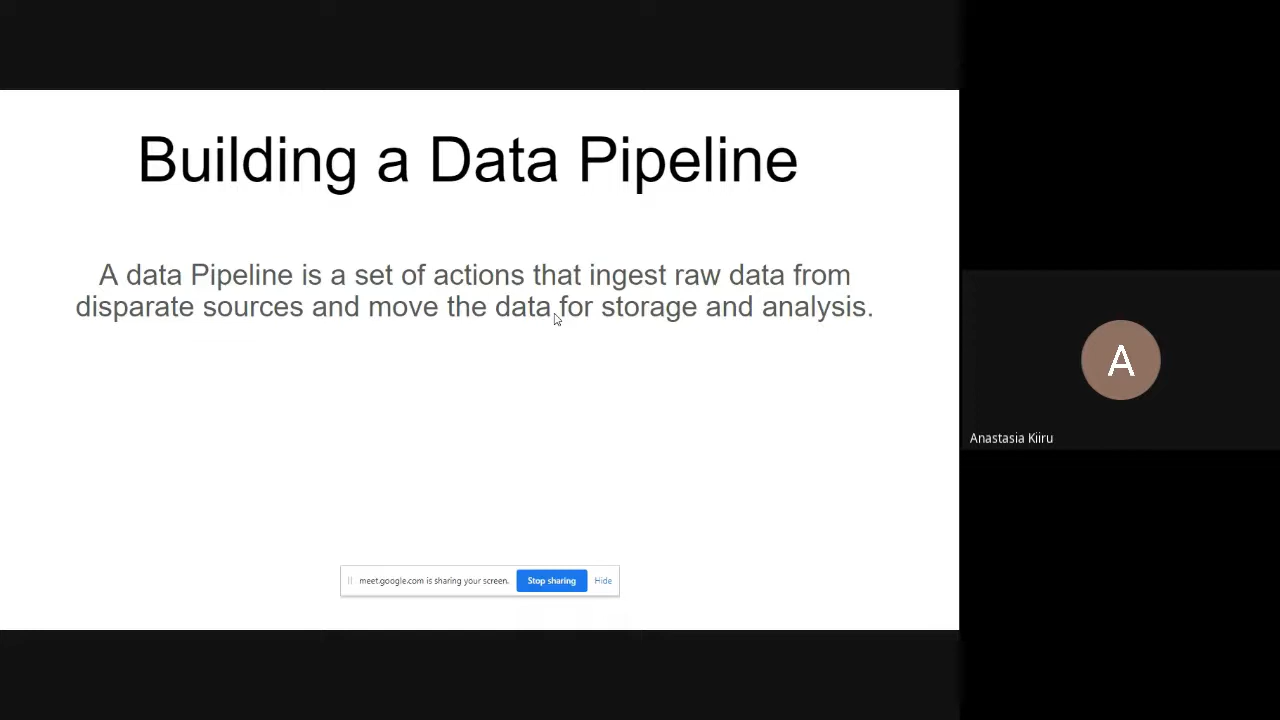 Building a Data Pipeline
A data Pipeline is a set of actions that ingest raw data from
disparate sources and move the data for storage and analysis.
A
Anastasia Kiiru
meet.google.com is sharing your screen. Stop sharing Hide